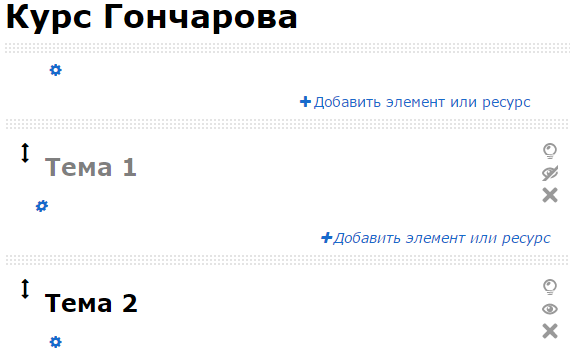 Курс Гончарова
Добавить элемент или ресурс
Тема 1
Добавить элемент или ресурс
Тема 2